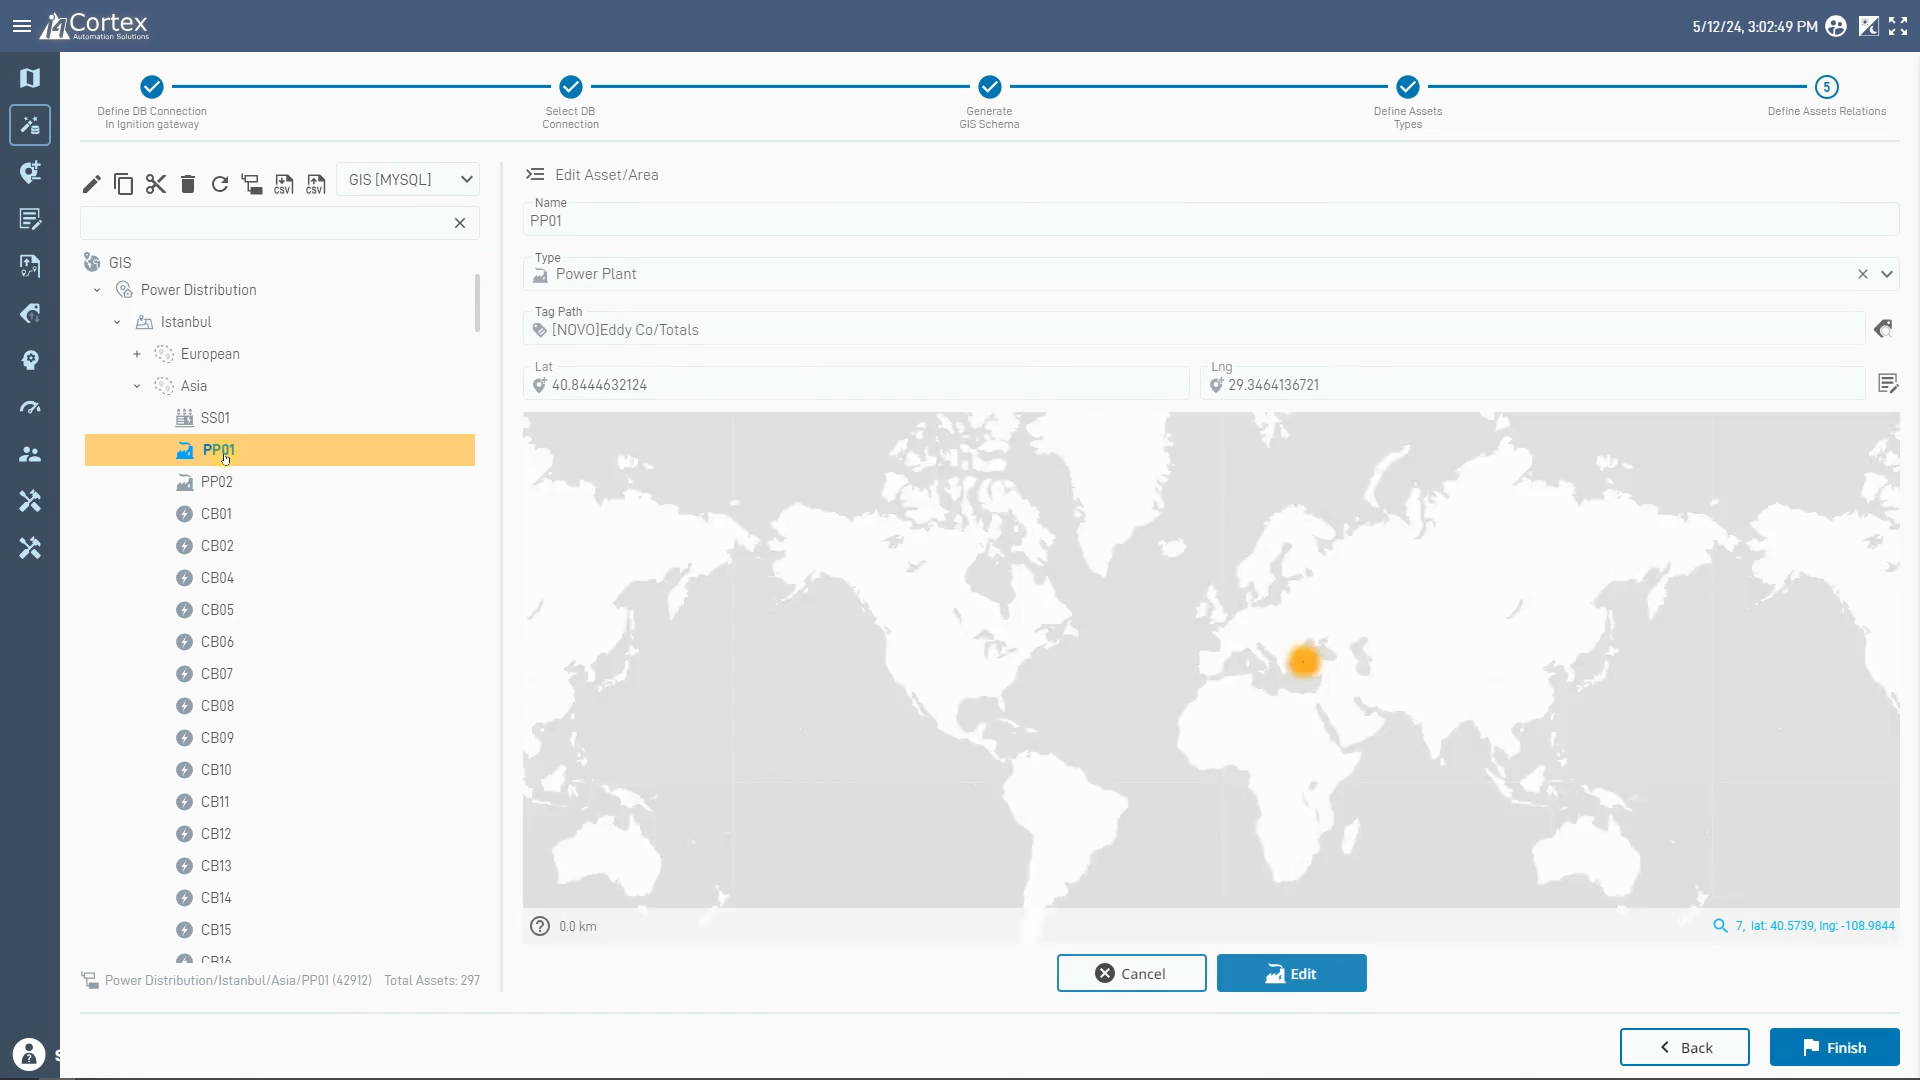 Cortex
Automation Solutions
5/12/24, 3:02:49 PM
5
Define DB Connection
In Ignition gateway
Select DB
Connection
Generate
GIS Schema
Define Assets
Types
Define Assets Relations
CSV
CSV
GIS [MYSQL]
GIS
Power Distribution
Istanbul
European
Asia
SS01
PP01
PP02
CB01
CB02
CB04
CB05
CB06
CB07
CB08
CB09
CB10
CB11
CB12
CB13
CB14
CB15
CB16
Power Distribution/Istanbul/Asia/PP01 (42912) Total Assets: 297
Edit Asset/Area
Name
PP01
Type
Power Plant
Tag Path
[NOVO]Eddy Co/Totals
Lat
40.8444632124
Lng
29.3464136721
0.0 km
7, lat: 40.5739, lng: -108.9844
Cancel
Edit
Back
Finish